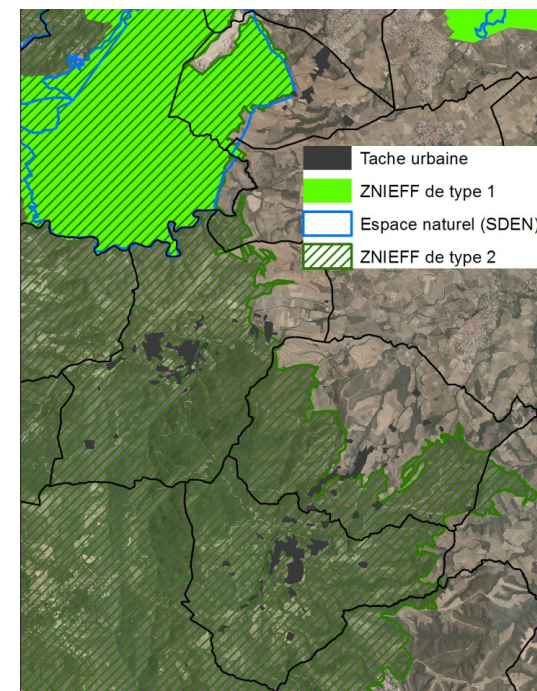 Tache urbaine
ZNIEFF de type 1
Espace naturel (SDEN)
ZNIEFF de type 2